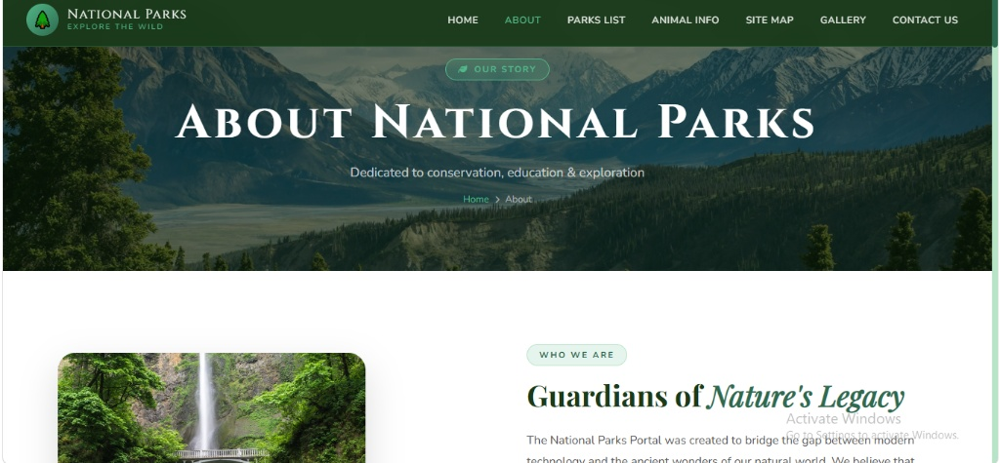 NATIONAL PARKS
EXPLORE THE WILD
HOME
ABOUT
PARKS LIST
ANIMAL INFO
SITE MAP
GALLERY
CONTACT US
OUR STORY
ABOUT NATIONAL PARKS
Dedicated to conservation, education & exploration
Home > About
WHO WE ARE
Guardians of Nature's Legacy
The National Parks Portal was created to bridge the gap between modern
technology and the ancient wonders of our natural world. We believe that
Activate Windows
Go to Settings to activate Windows.